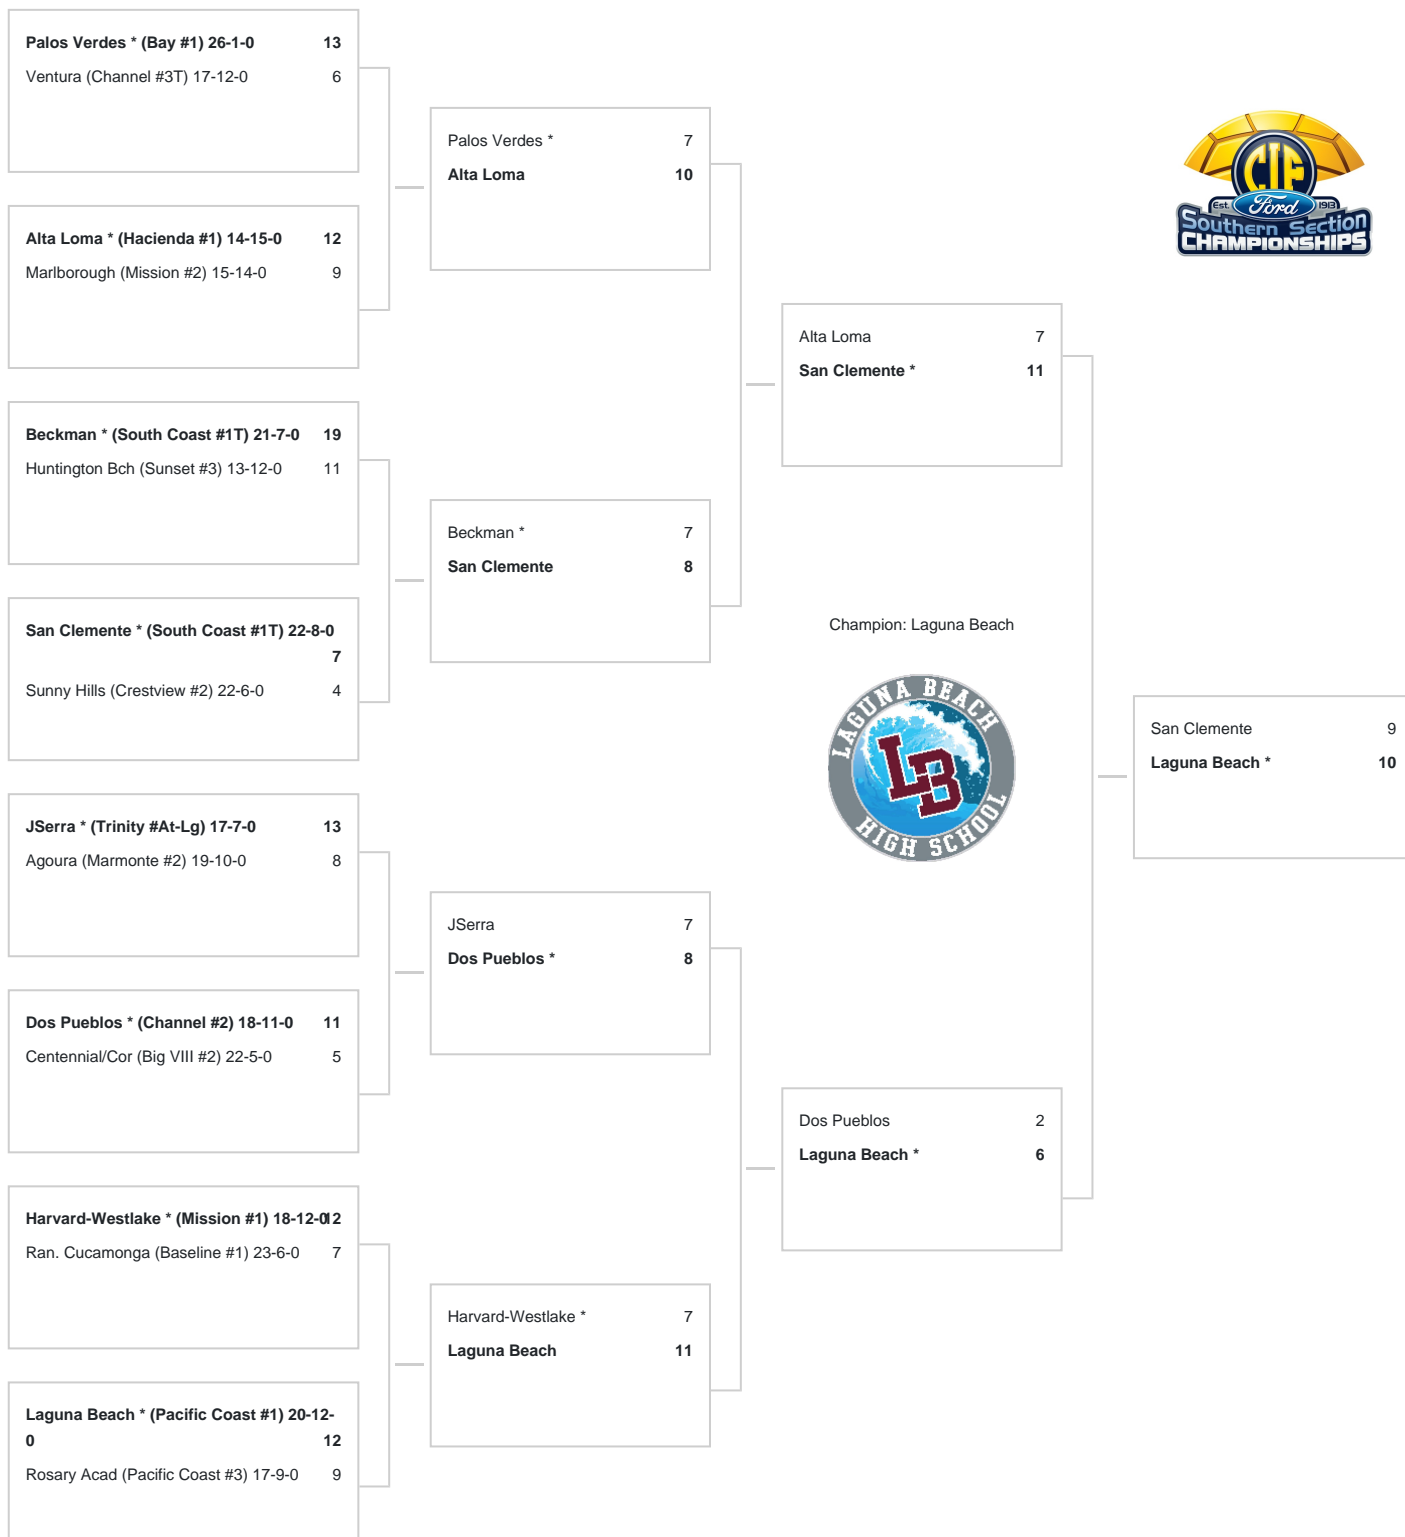 Palos Verdes * (Bay #1) 26-1-0 13
Ventura (Channel #3T) 17-12-0 6
Alta Loma * (Hacienda #1) 14-15-0 12
Marlborough (Mission #2) 15-14-0 9
Beckman * (South Coast #1T) 21-7-0 19
Huntington Bch (Sunset #3) 13-12-0 11
San Clemente * (South Coast #1T) 22-8-0
7
Sunny Hills (Crestview #2) 22-6-0 4
JSerra * (Trinity #At-Lg) 17-7-0 13
Agoura (Marmonte #2) 19-10-0 8
Dos Pueblos * (Channel #2) 18-11-0 11
Centennial/Cor (Big VIII #2) 22-5-0 5
Harvard-Westlake * (Mission #1) 18-12-0 12
Ran. Cucamonga (Baseline #1) 23-6-0 7
Laguna Beach * (Pacific Coast #1) 20-12-
0 12
Rosary Acad (Pacific Coast #3) 17-9-0 9
Palos Verdes * 7
Alta Loma 10
Beckman * 7
San Clemente 8
JSerra 7
Dos Pueblos * 8
Harvard-Westlake * 7
Laguna Beach 11
Alta Loma 7
San Clemente * 11
Dos Pueblos 2
Laguna Beach * 6
Champion: Laguna Beach
LAGUNA BEACH
LB
HIGH SCHOOL
San Clemente 9
Laguna Beach * 10
CIF
Est. Ford 1913
Southern Section
CHAMPIONSHIPS